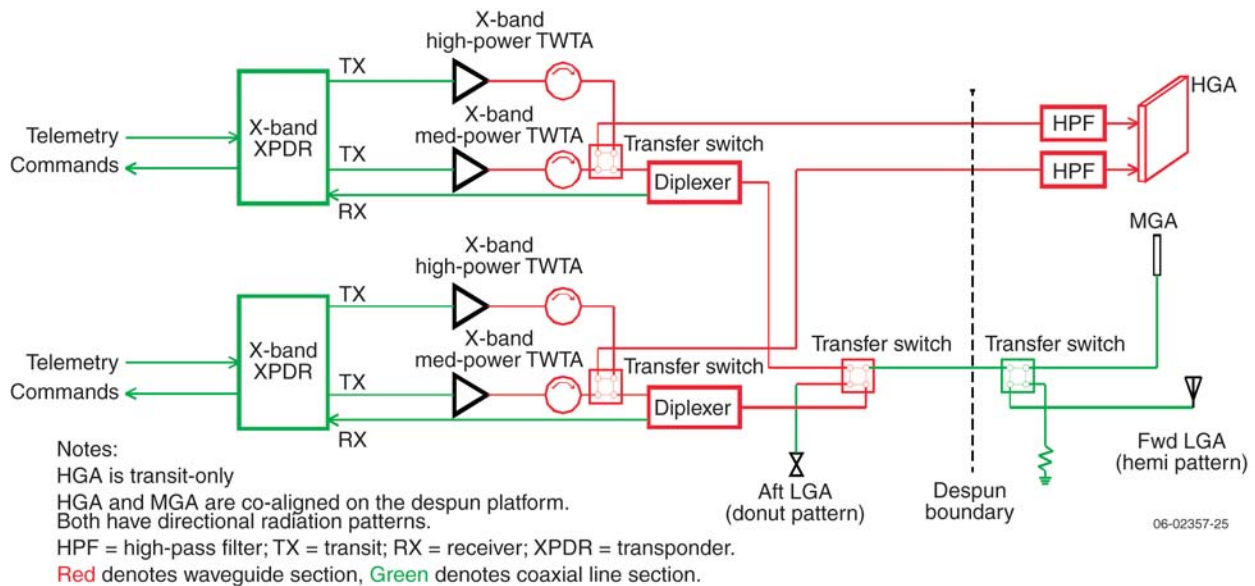 X-band
high-power TWTA
TX
X-band
XPDR
Telemetry
Commands
X-band
med-power TWTA
TX
RX
Transfer switch
Diplexer
HPF
HPF
HGA
MGA
X-band
high-power TWTA
TX
X-band
XPDR
Telemetry
Commands
X-band
med-power TWTA
TX
RX
Transfer switch
Diplexer
Transfer switch
Transfer switch
Aft LGA
(donut pattern)
Despun
boundary
Fwd LGA
(hemi pattern)
06-02357-25
Notes:
HGA is transit-only
HGA and MGA are co-aligned on the despun platform.
Both have directional radiation patterns.
HPF = high-pass filter; TX = transit; RX = receiver; XPDR = transponder.
Red denotes waveguide section, Green denotes coaxial line section.